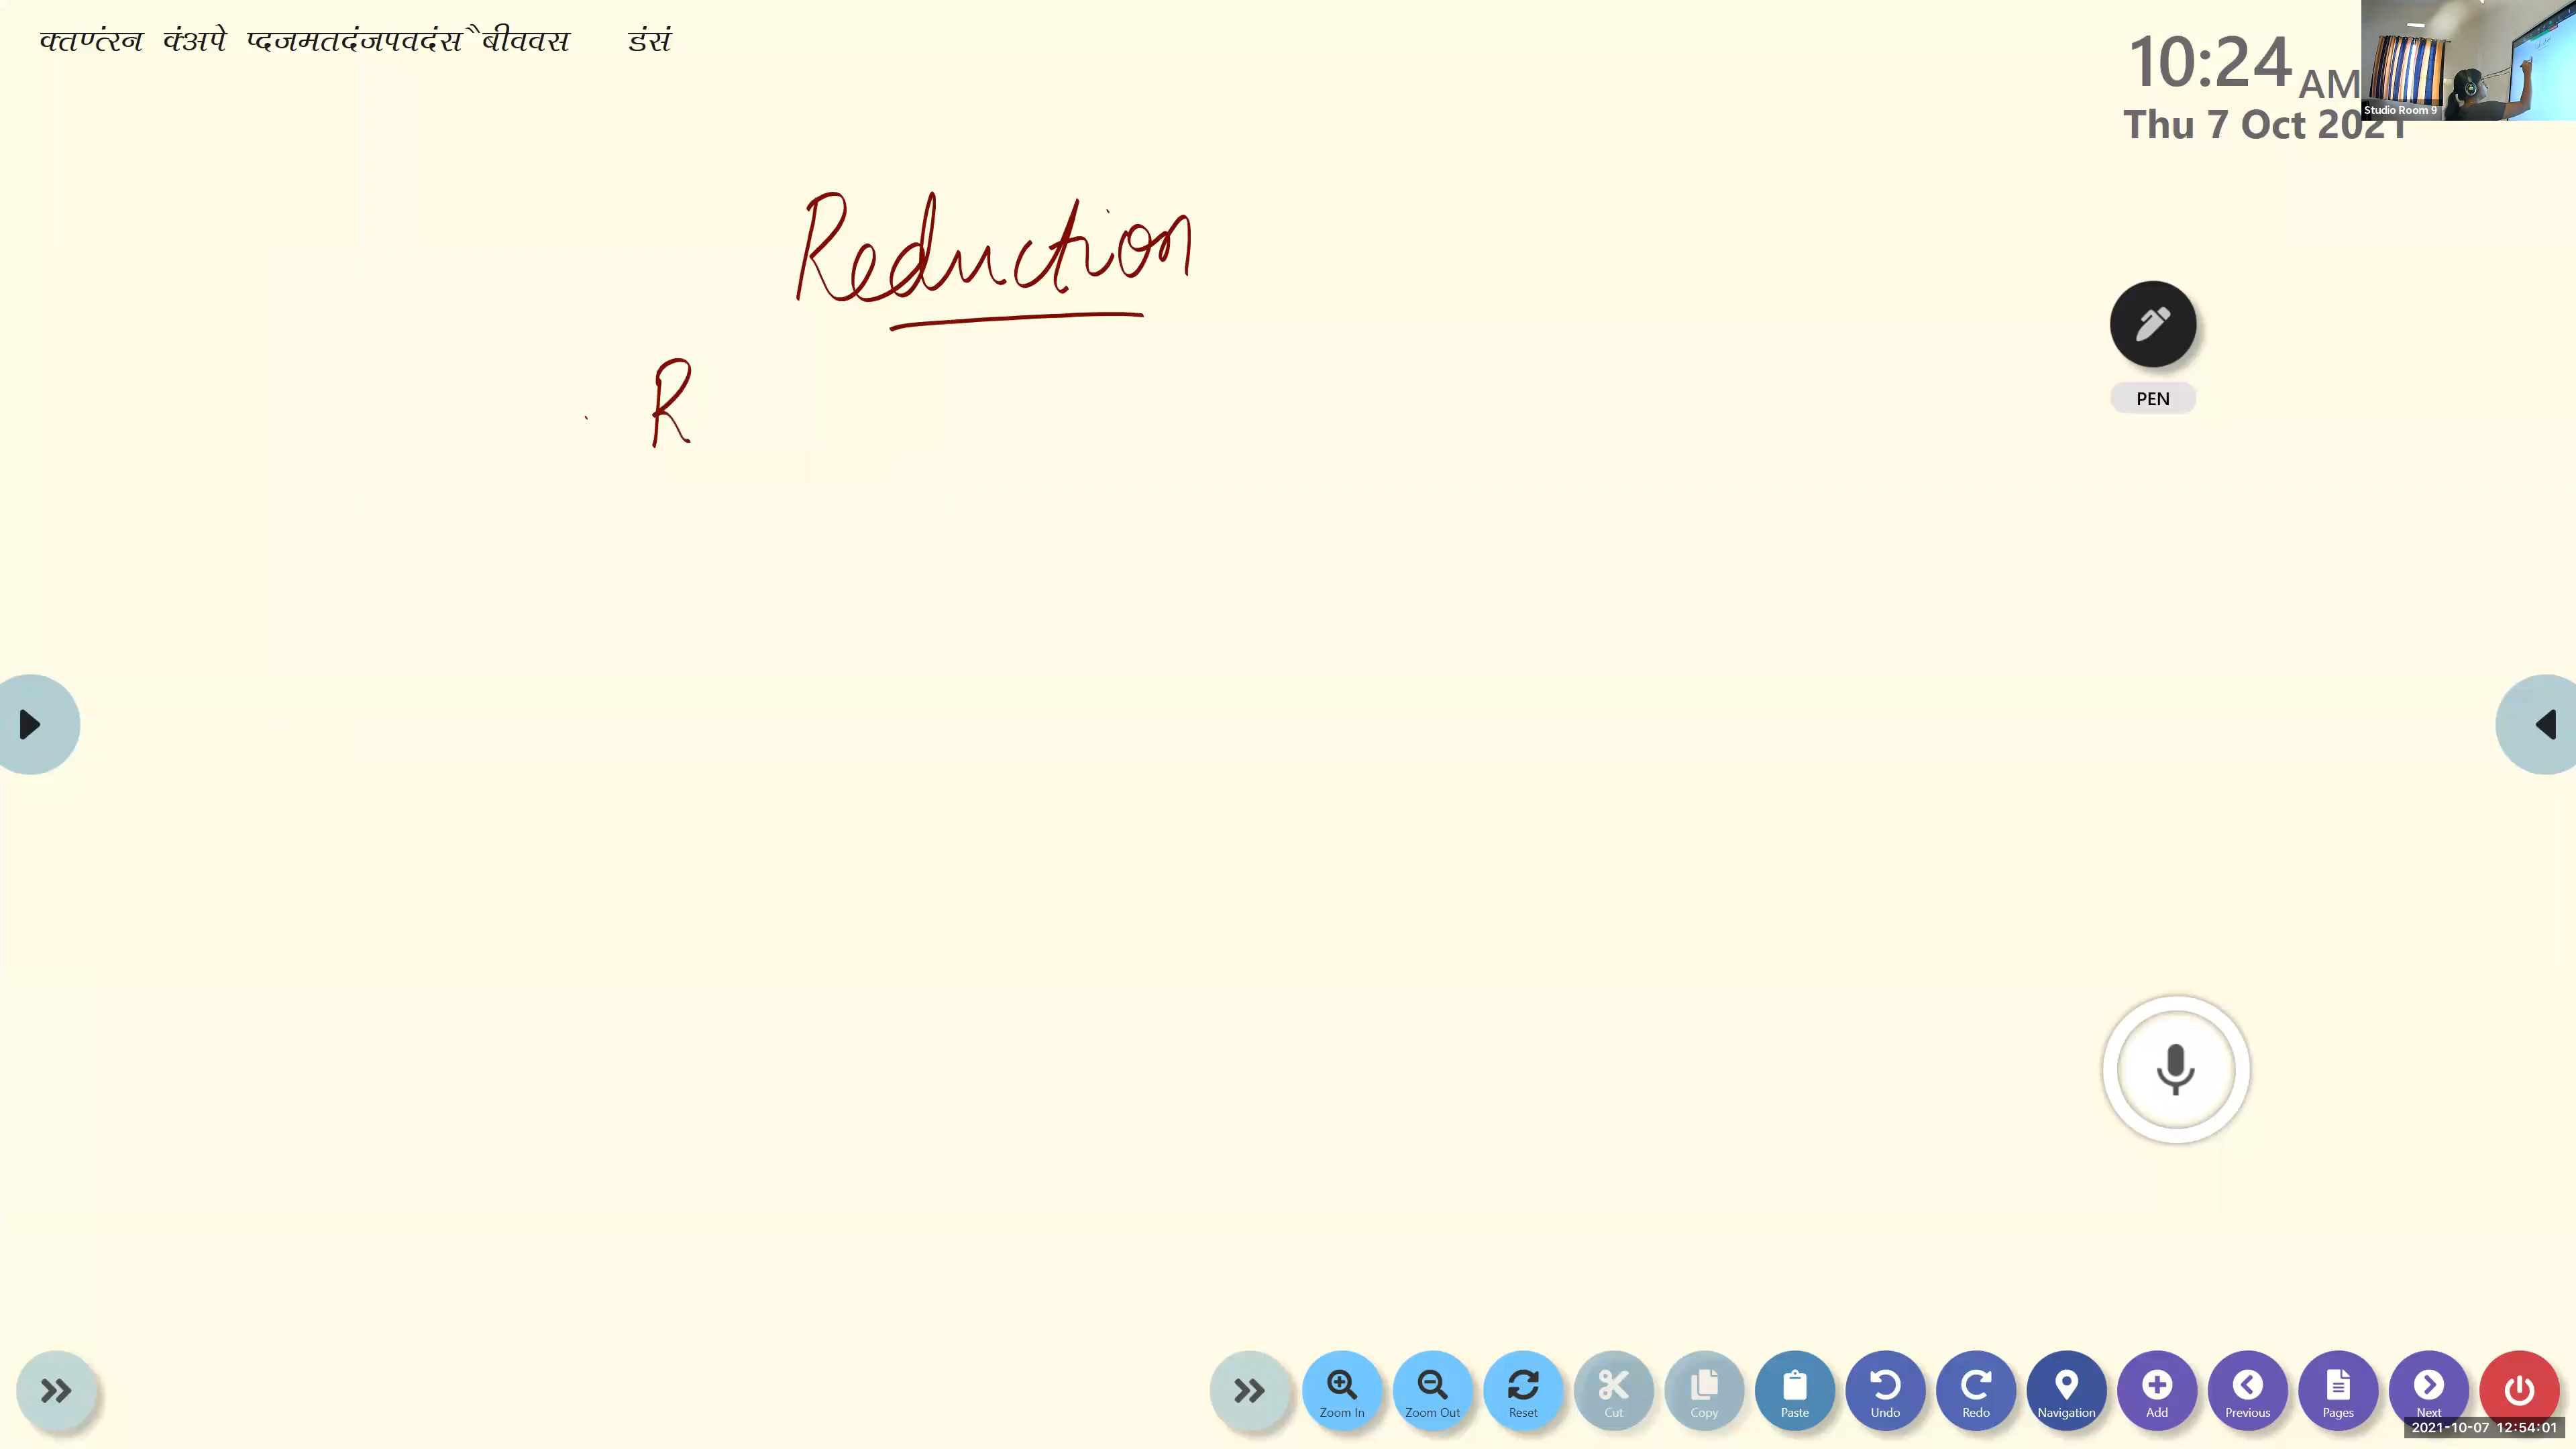 क्तण्ंरन क्ंअपे प्दजमतदंजपवदंस ैबीववस डंसं
10:24 AM
Thu 7 Oct 2021
Studio Room 9
Reduction
R
PEN
Zoom In Zoom Out Reset Cut Copy Paste Undo Redo Navigation Add Previous Pages Next
2021-10-07 12:54:01